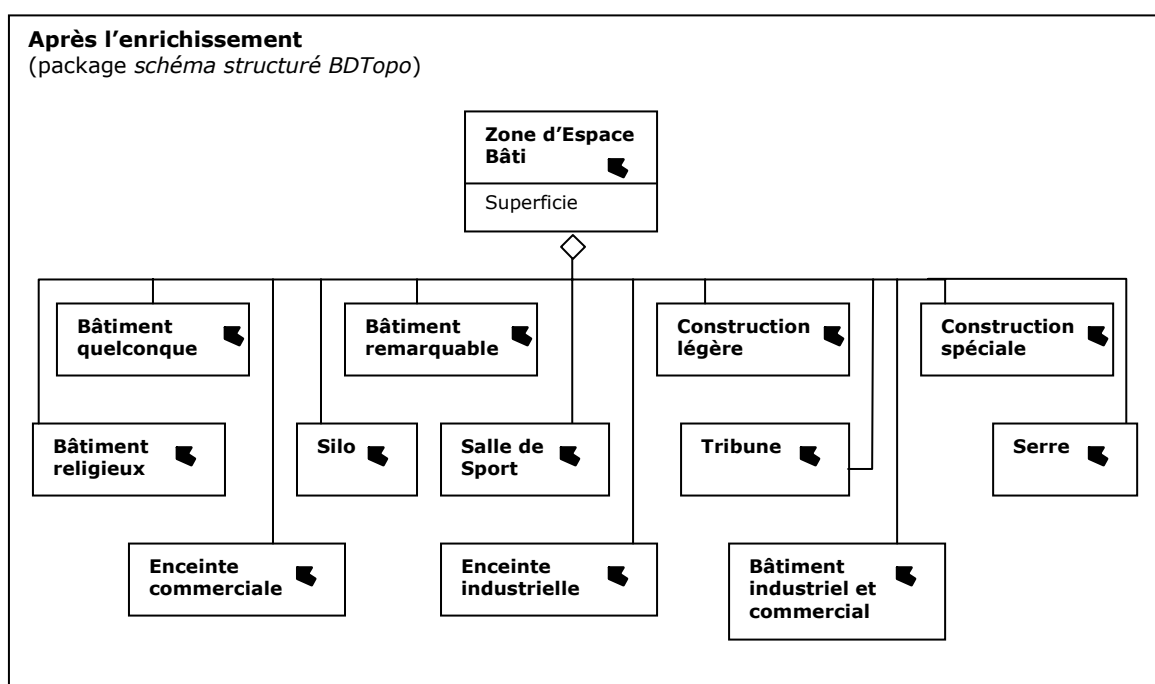 Après l'enrichissement
(package schéma structuré BDTopo)
Zone d'Espace
Bâti
Superficie
Bâtiment
quelconque
Bâtiment
remarquable
Construction
légère
Construction
spéciale
Bâtiment
religieux
Silo
Salle de
Sport
Tribune
Serre
Enceinte
commerciale
Enceinte
industrielle
Bâtiment
industriel et
commercial